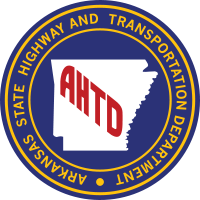 ARKANSAS STATE HIGHWAY AND TRANSPORTATION DEPARTMENT
AHTD